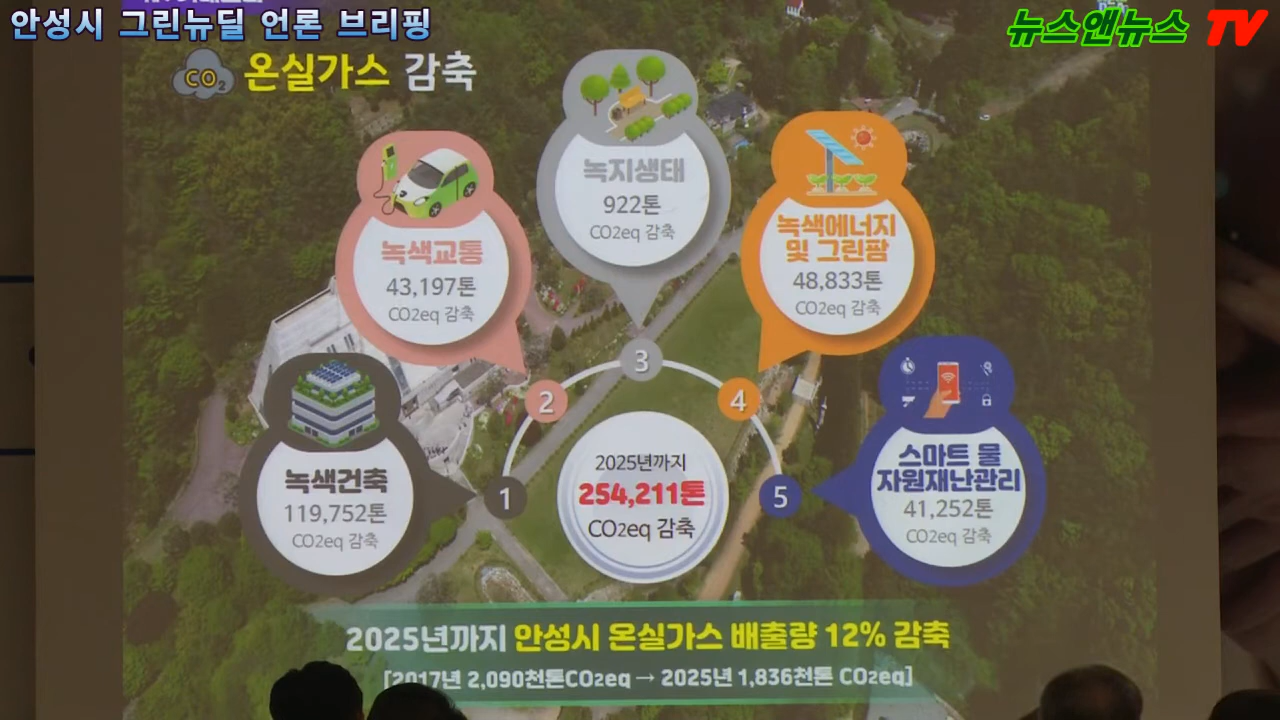 안성시 그린뉴딜 언론 브리핑
뉴스앤뉴스 TV
CO2 온실가스 감축
녹색건축
119,752톤
CO2eq 감축
1
녹색교통
43,197톤
CO2eq 감축
2
녹지생태
922톤
CO2eq 감축
3
녹색에너지
및 그린팜
48,833톤
CO2eq 감축
4
스마트 물
자원재난관리
41,252톤
CO2eq 감축
5
2025년까지
254,211톤
CO2eq 감축
2025년까지 안성시 온실가스 배출량 12% 감축
[2017년 2,090천톤CO2eq → 2025년 1,836천톤 CO2eq]